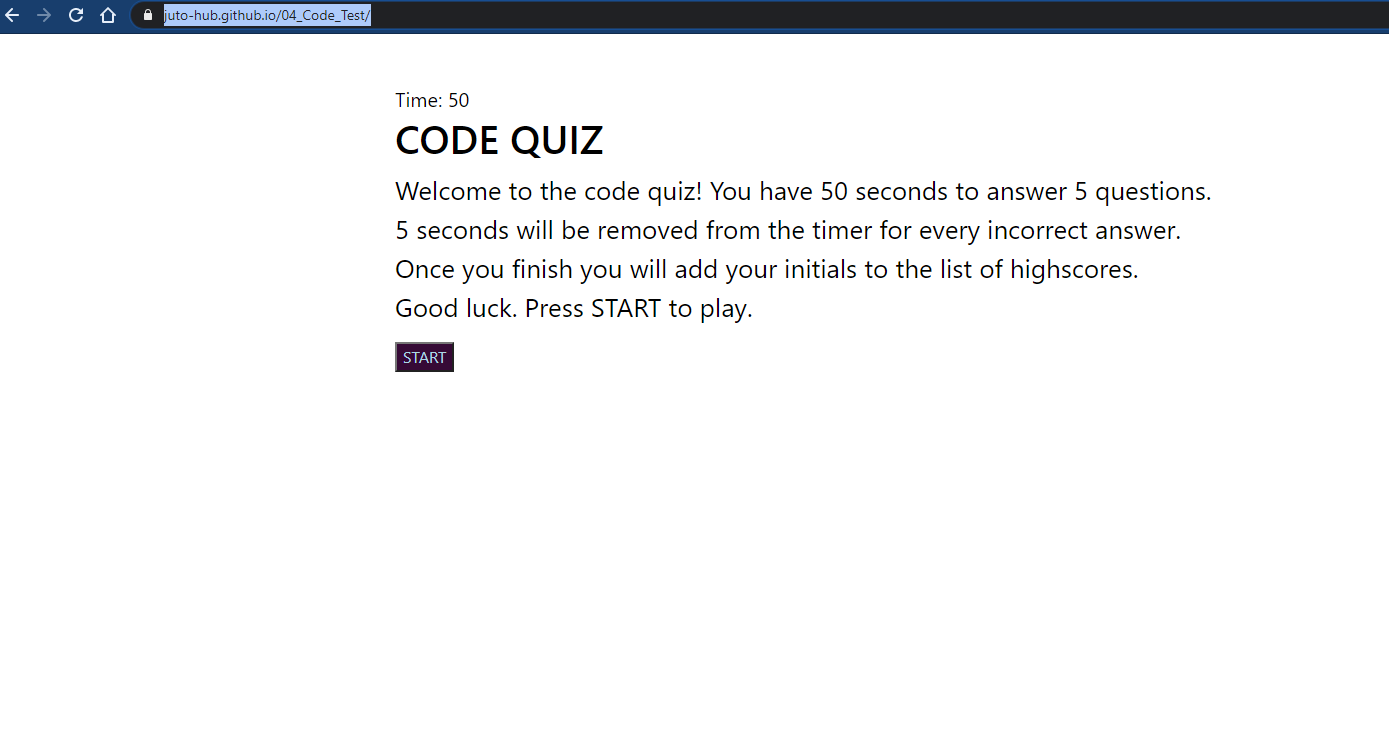 juto-hub.github.io/04_Code_Test/
Time: 50
CODE QUIZ
Welcome to the code quiz! You have 50 seconds to answer 5 questions.
5 seconds will be removed from the timer for every incorrect answer.
Once you finish you will add your initials to the list of highscores.
Good luck. Press START to play.
START